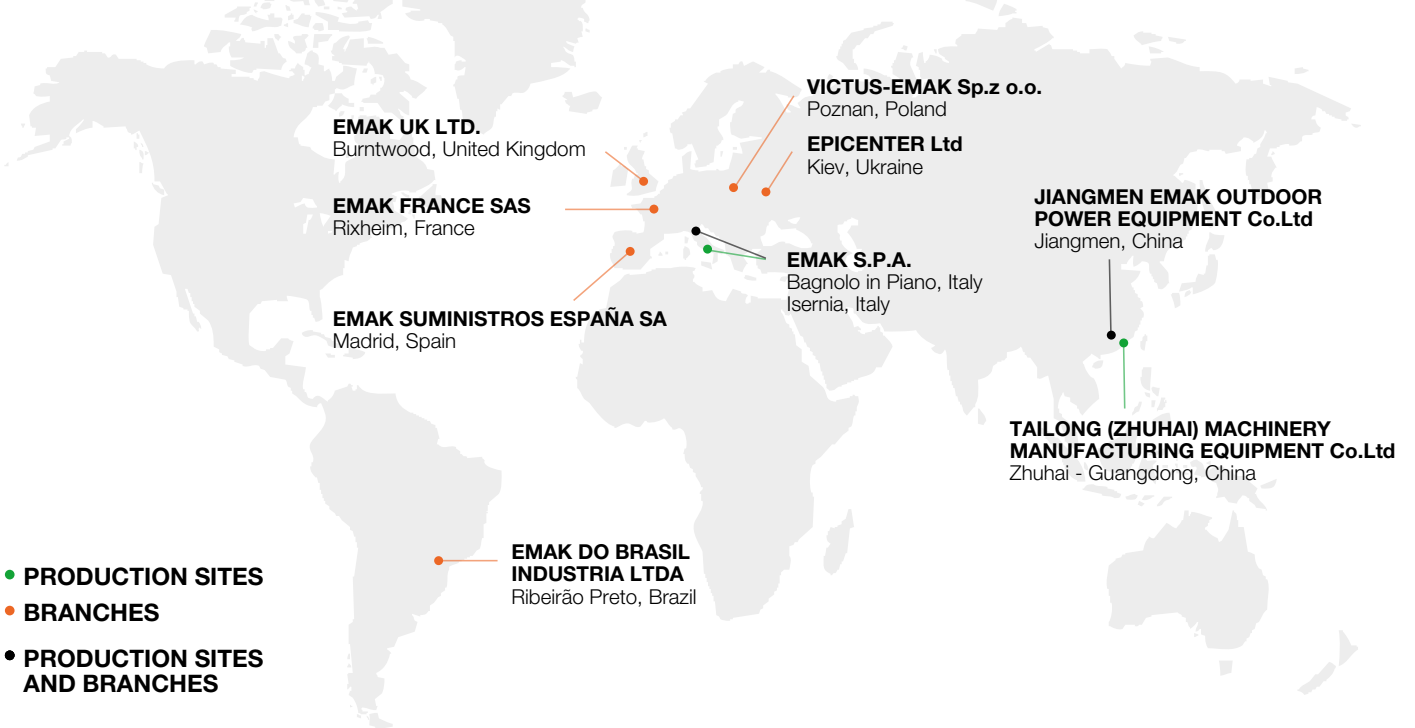 VICTUS-EMAK Sp.z o.o.
Poznan, Poland
EMAK UK LTD.
Burntwood, United Kingdom
EPICENTER Ltd
Kiev, Ukraine
EMAK FRANCE SAS
Rixheim, France
JIANGMEN EMAK OUTDOOR
POWER EQUIPMENT Co.Ltd
Jiangmen, China
EMAK S.P.A.
Bagnolo in Piano, Italy
Isernia, Italy
EMAK SUMINISTROS ESPAÑA SA
Madrid, Spain
TAILONG (ZHUHAI) MACHINERY
MANUFACTURING EQUIPMENT Co.Ltd
Zhuhai - Guangdong, China
EMAK DO BRASIL
INDUSTRIA LTDA
Ribeirão Preto, Brazil
PRODUCTION SITES
BRANCHES
PRODUCTION SITES
AND BRANCHES